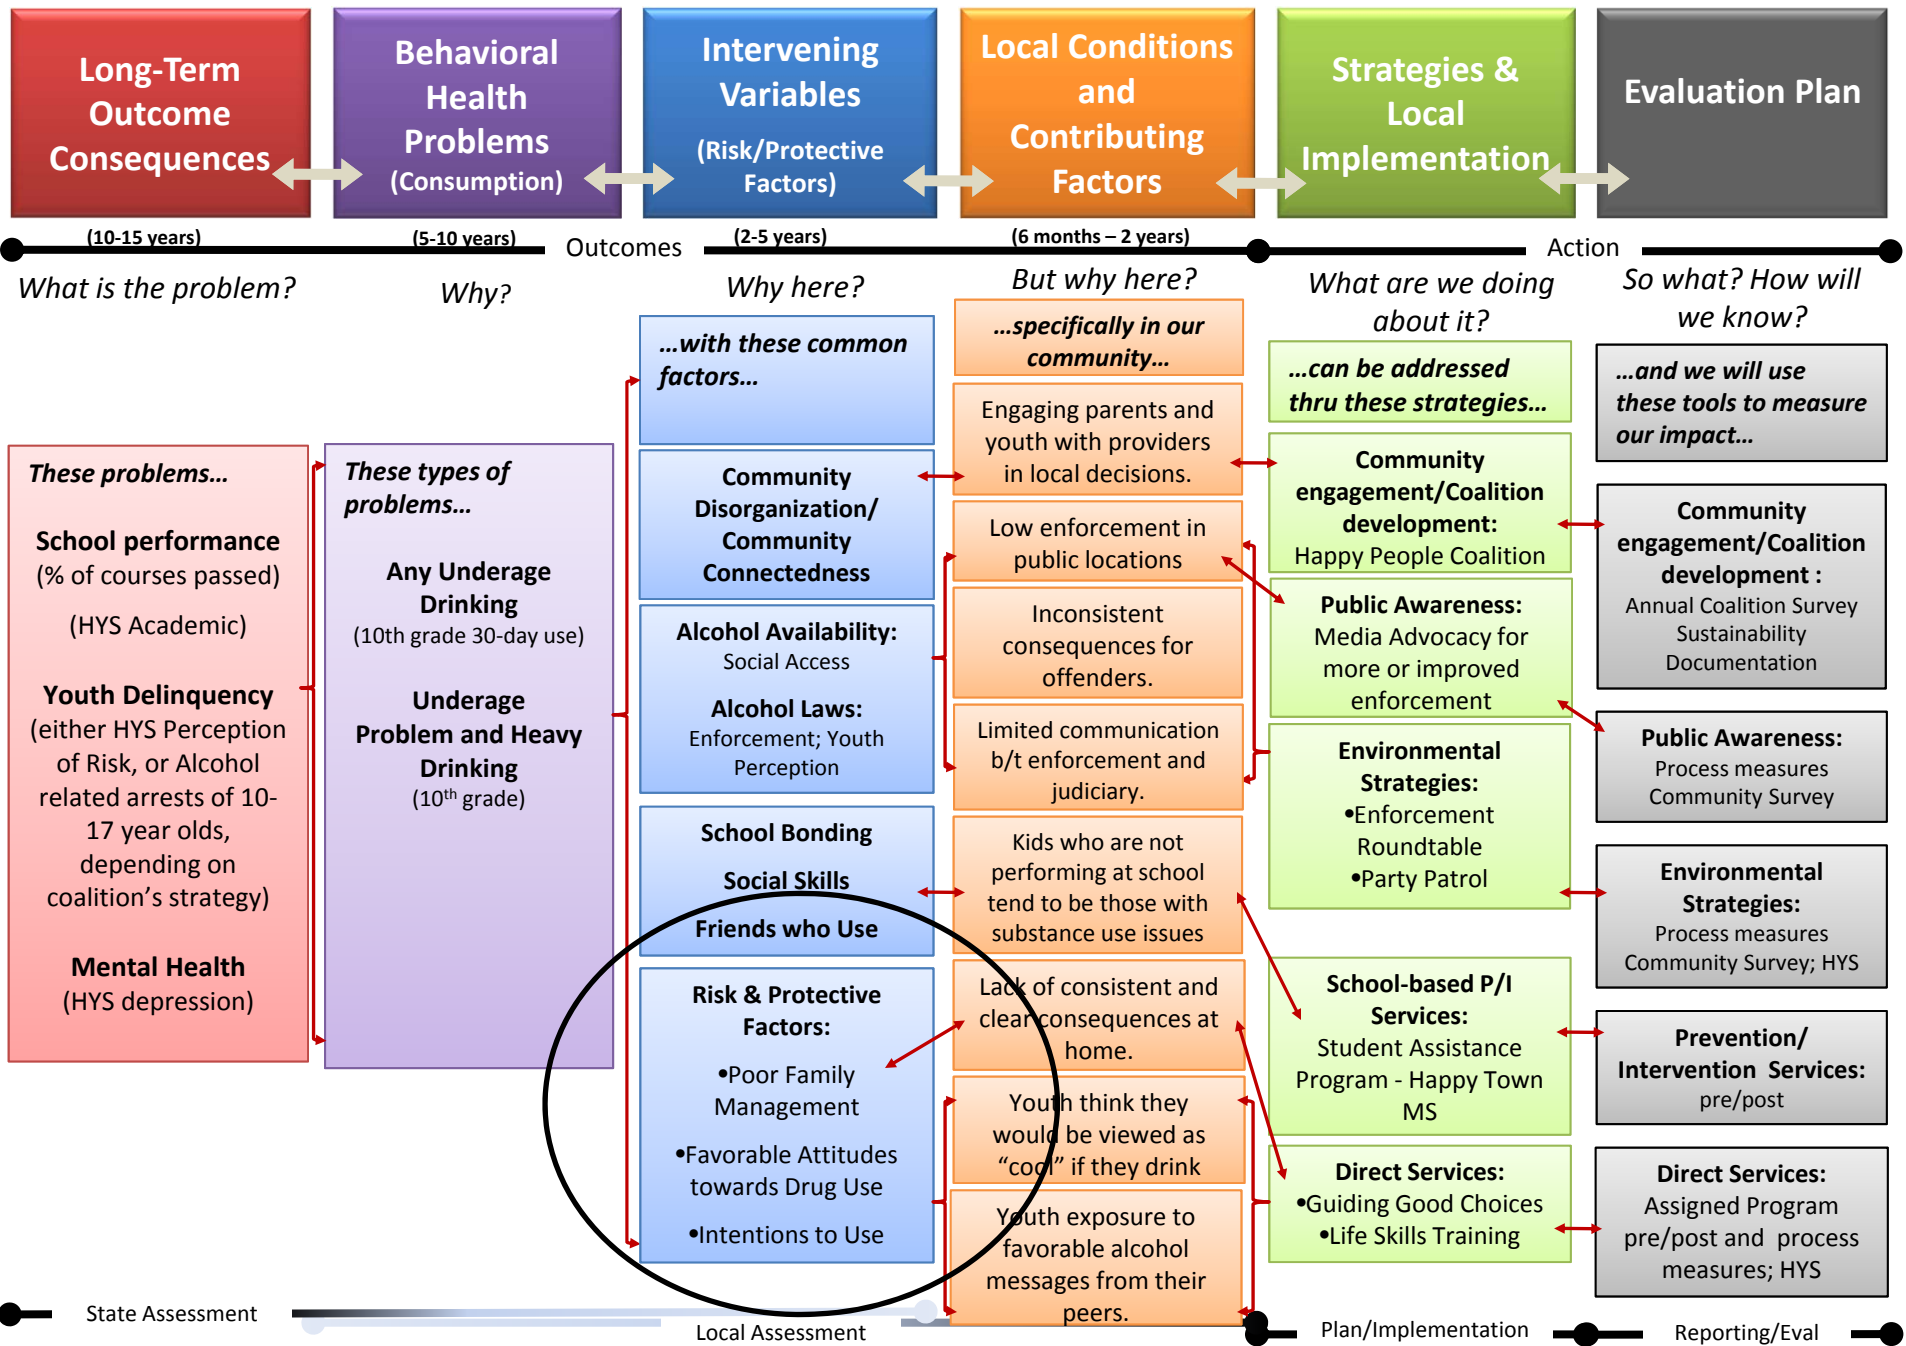 Long-Term
Outcome
Consequences
Behavioral
Health
Problems
(Consumption)
Intervening
Variables
(Risk/Protective
Factors)
Local Conditions
and
Contributing
Factors
Strategies &
Local
Implementation
Evaluation Plan
(10-15 years)
(5-10 years)
Outcomes
(2-5 years)
(6 months – 2 years)
Action
What is the problem?
Why?
Why here?
But why here?
What are we doing
about it?
So what? How will
we know?
These problems...
School performance
(% of courses passed)
(HYS Academic)
Youth Delinquency
(either HYS Perception
of Risk, or Alcohol
related arrests of 10-
17 year olds,
depending on
coalition's strategy)
Mental Health
(HYS depression)
These types of
problems...
Any Underage
Drinking
(10th grade 30-day use)
Underage
Problem and Heavy
Drinking
(10th grade)
...with these common
factors...
Community
Disorganization/
Community
Connectedness
Alcohol Availability:
Social Access
Alcohol Laws:
Enforcement; Youth
Perception
School Bonding
Social Skills
Friends who Use
Risk & Protective
Factors:
•Poor Family
Management
•Favorable Attitudes
towards Drug Use
•Intentions to Use
...specifically in our
community...
Engaging parents and
youth with providers
in local decisions.
Low enforcement in
public locations
Inconsistent
consequences for
offenders.
Limited communication
b/t enforcement and
judiciary.
Kids who are not
performing at school
tend to be those with
substance use issues
Lack of consistent and
clear consequences at
home.
Youth think they
would be viewed as
“cool” if they drink
Youth exposure to
favorable alcohol
messages from their
peers.
...can be addressed
thru these strategies...
Community
engagement/Coalition
development:
Happy People Coalition
Public Awareness:
Media Advocacy for
more or improved
enforcement
Environmental
Strategies:
•Enforcement
Roundtable
•Party Patrol
School-based P/I
Services:
Student Assistance
Program - Happy Town
MS
Direct Services:
•Guiding Good Choices
•Life Skills Training
...and we will use
these tools to measure
our impact...
Community
engagement/Coalition
development :
Annual Coalition Survey
Sustainability
Documentation
Public Awareness:
Process measures
Community Survey
Environmental
Strategies:
Process measures
Community Survey; HYS
Prevention/
Intervention Services:
pre/post
Direct Services:
Assigned Program
pre/post and process
measures; HYS
State Assessment
Local Assessment
Plan/Implementation
Reporting/Eval